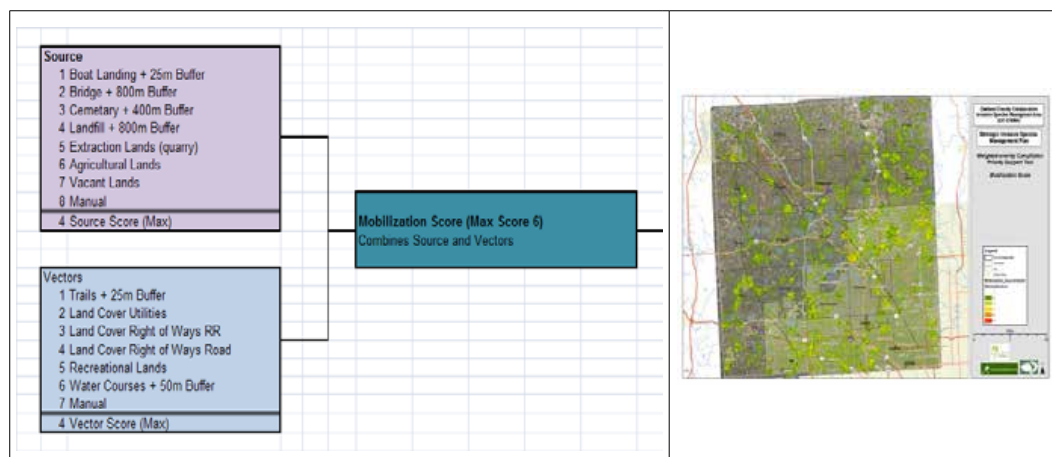 Source
1 Boat Landing + 25m Buffer
2 Bridge + 800m Buffer
3 Cemetary + 400m Buffer
4 Landfill + 800m Buffer
5 Extraction Lands (quarry)
6 Agricultural Lands
7 Vacant Lands
8 Manual
4 Source Score (Max)
Mobilization Score (Max Score 6)
Combines Source and Vectors
Vectors
1 Trails + 25m Buffer
2 Land Cover Utilities
3 Land Cover Right of Ways RR
4 Land Cover Right of Ways Road
5 Recreational Lands
6 Water Courses + 50m Buffer
7 Manual
4 Vector Score (Max)